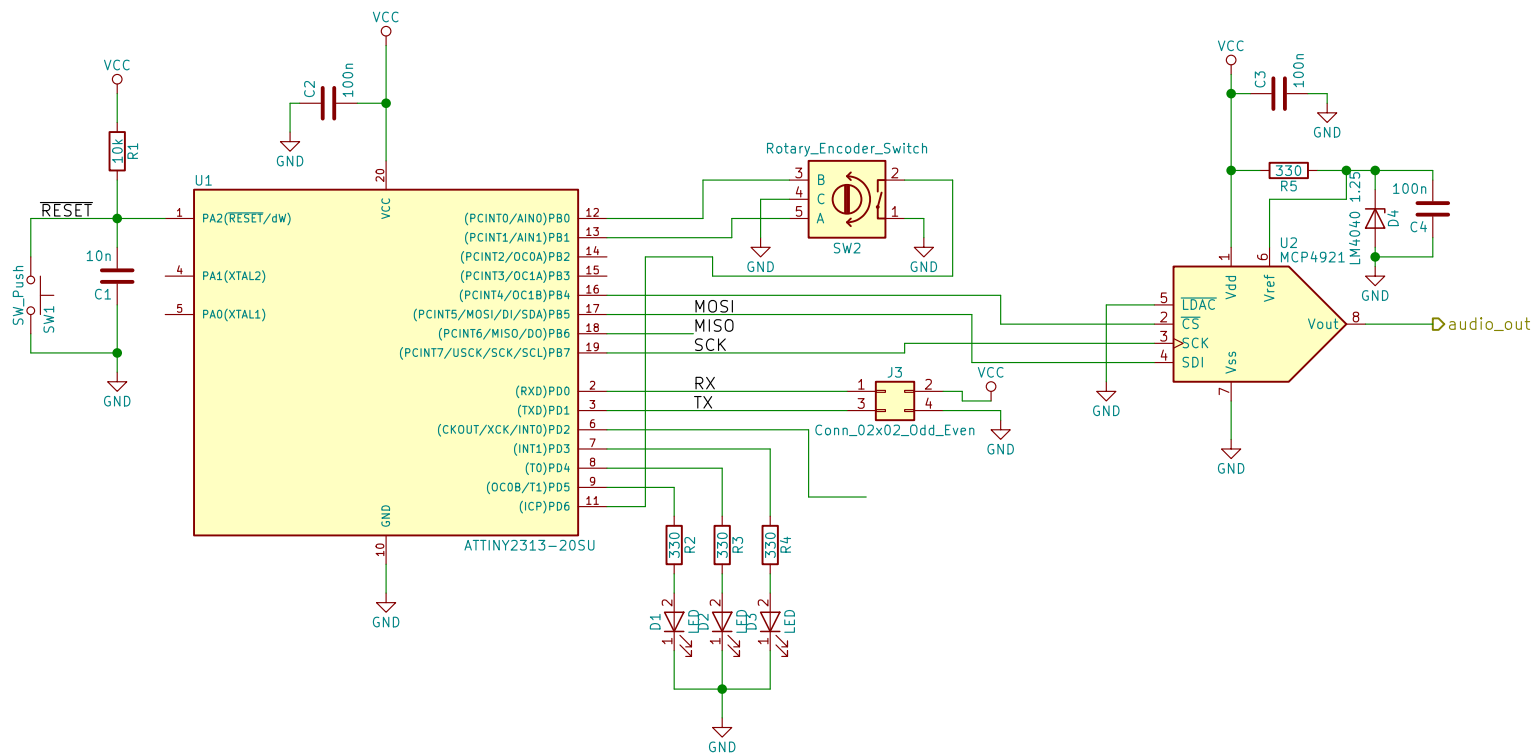 VCC
VCC
VCC
C2
100n
C3
100n
GND
GND
10k
R1
Rotary_Encoder_Switch
3 B 2
4 C
5 A 1
SW2
GND
GND
330
R5
LM4040 1.25
D4
100n
C4
GND
U1
20
VCC
RESET
1 PA2(RESET/dW)
4 PA1(XTAL2)
5 PA0(XTAL1)
10n
C1
SW_Push
SW1
GND
(PCINT0/AIN0)PB0 12
(PCINT1/AIN1)PB1 13
(PCINT2/OC0A)PB2 14
(PCINT3/OC1A)PB3 15
(PCINT4/OC1B)PB4 16
(PCINT5/MOSI/DI/SDA)PB5 17 MOSI
(PCINT6/MISO/DO)PB6 18 MISO
(PCINT7/USCK/SCK/SCL)PB7 19 SCK
(RXD)PD0 2 RX
(TXD)PD1 3 TX
(CKOUT/XCK/INT0)PD2 6
(INT1)PD3 7
(T0)PD4 8
(OC0B/T1)PD5 9
(ICP)PD6 11
GND
10
ATTINY2313-20SU
GND
J3
1 2
3 4
Conn_02x02_Odd_Even
VCC
GND
U2
MCP4921
1 6
Vdd Vref
5 LDAC
2 CS
3 SCK
4 SDI
Vout 8
audio_out
Vss
7
GND
GND
330 R2
330 R3
330 R4
2 2 2
D1 LED
D2 LED
D3 LED
1 1 1
GND